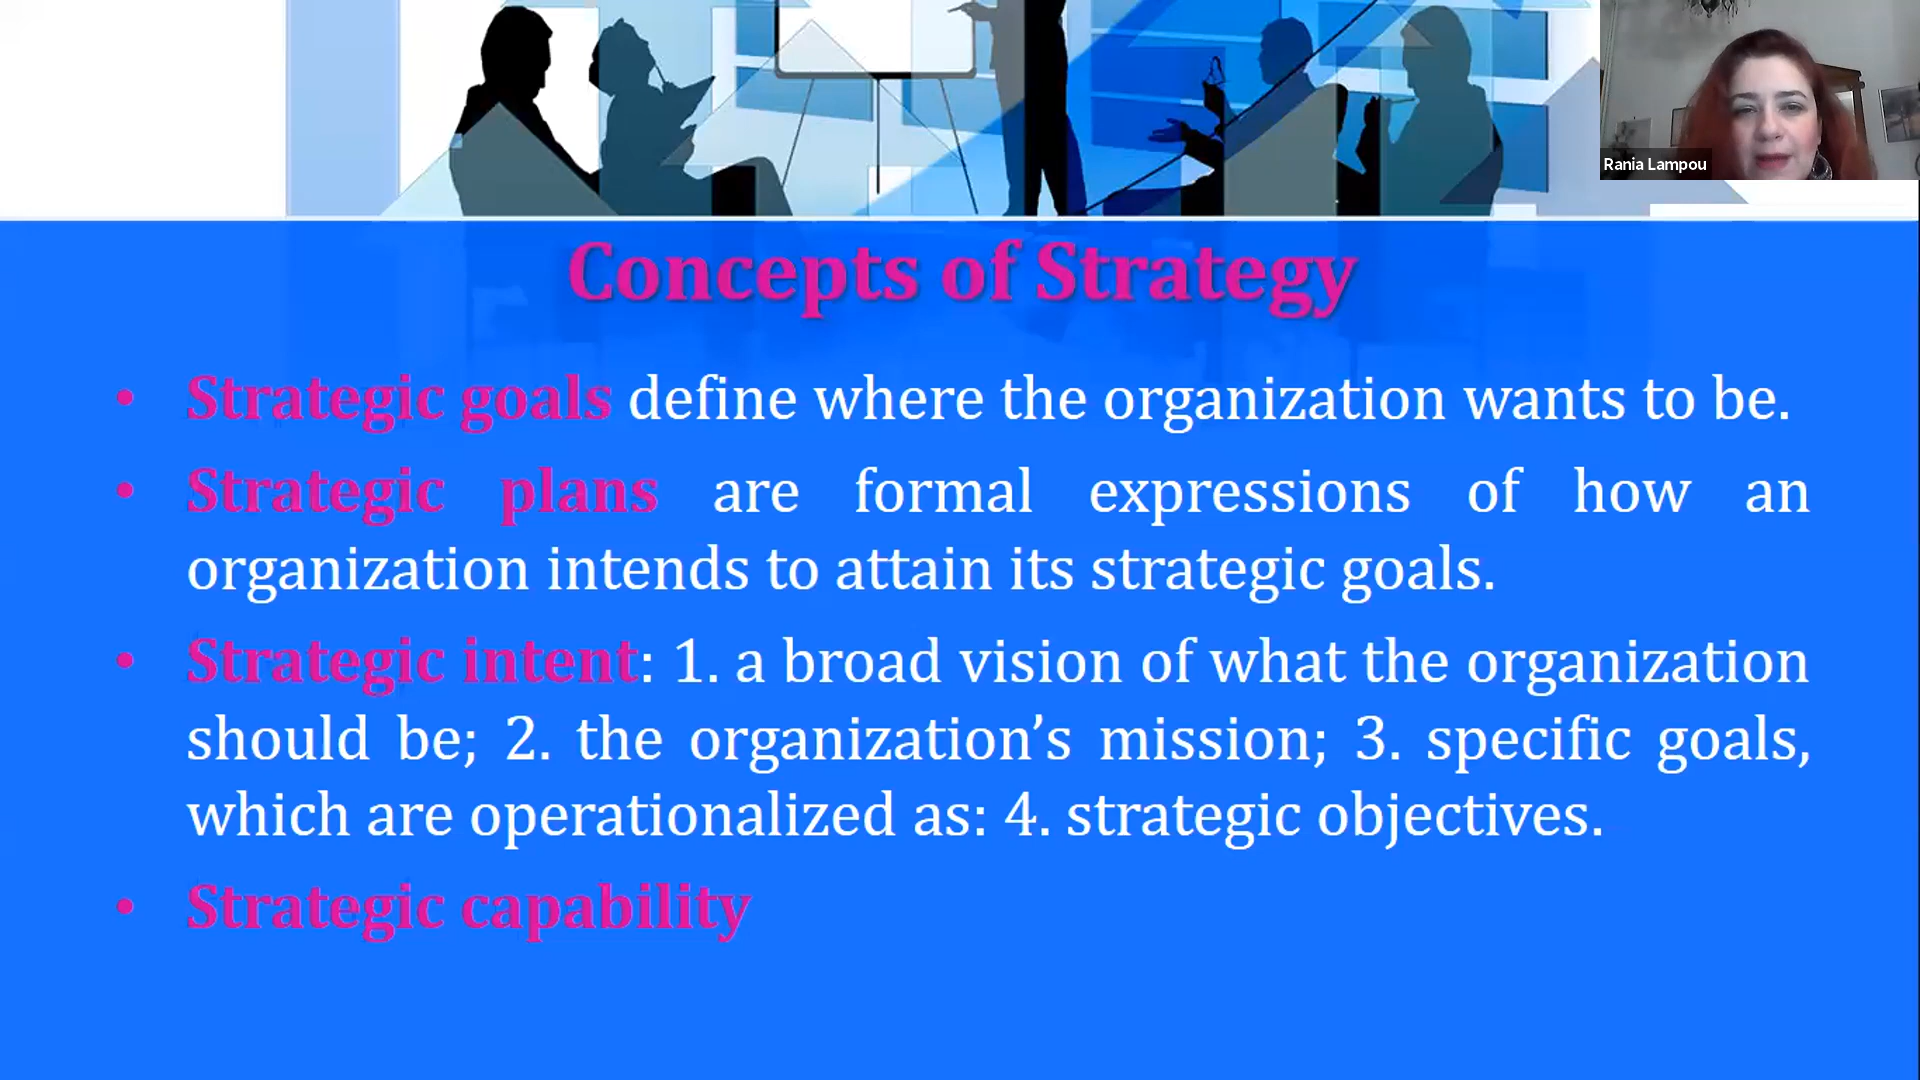 Rania Lampou
Concepts of Strategy
• Strategic goals define where the organization wants to be.
• Strategic plans are formal expressions of how an
organization intends to attain its strategic goals.
• Strategic intent: 1. a broad vision of what the organization
should be; 2. the organization’s mission; 3. specific goals,
which are operationalized as: 4. strategic objectives.
• Strategic capability